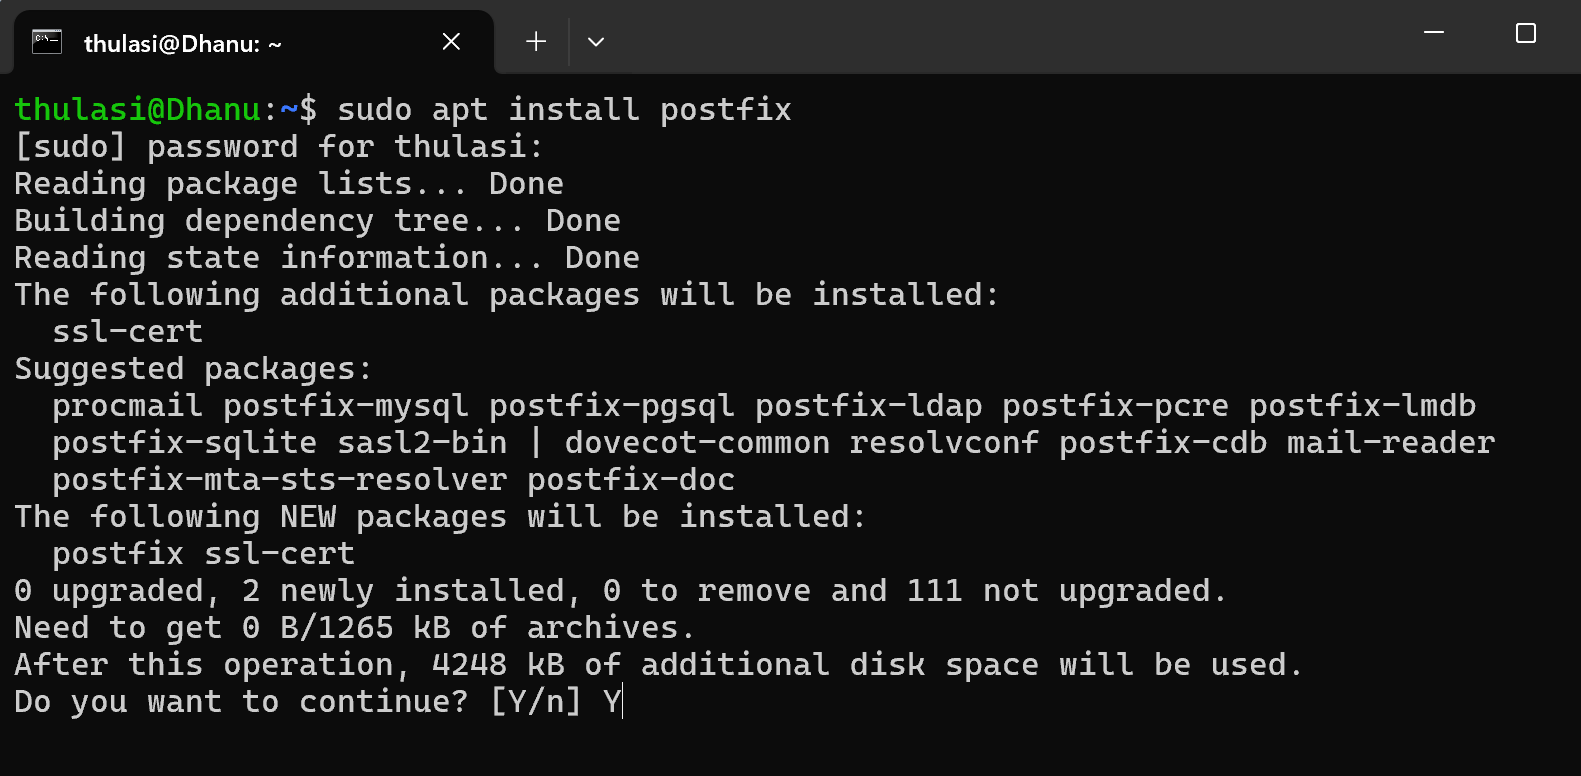 thulasi@Dhanu: ~
thulasi@Dhanu:~$ sudo apt install postfix
[sudo] password for thulasi:
Reading package lists... Done
Building dependency tree... Done
Reading state information... Done
The following additional packages will be installed:
  ssl-cert
Suggested packages:
  procmail postfix-mysql postfix-pgsql postfix-ldap postfix-pcre postfix-lmdb
  postfix-sqlite sasl2-bin | dovecot-common resolvconf postfix-cdb mail-reader
  postfix-mta-sts-resolver postfix-doc
The following NEW packages will be installed:
  postfix ssl-cert
0 upgraded, 2 newly installed, 0 to remove and 111 not upgraded.
Need to get 0 B/1265 kB of archives.
After this operation, 4248 kB of additional disk space will be used.
Do you want to continue? [Y/n] Y